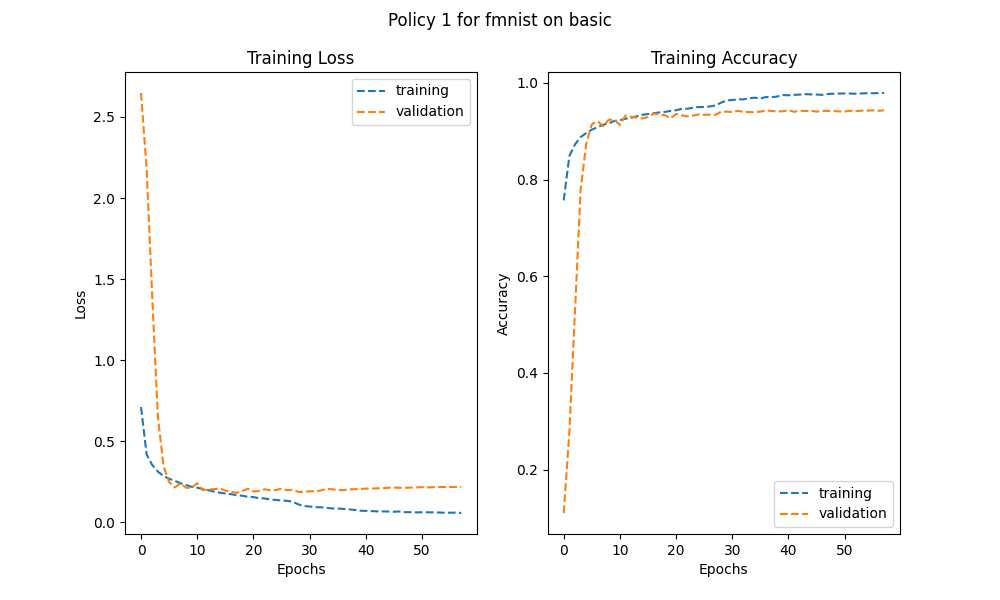 Policy 1 for fmnist on basic
Training Loss
training
validation
2.5
2.0
1.5
1.0
0.5
0.0
Loss
0 10 20 30 40 50
Epochs
Training Accuracy
1.0
0.8
0.6
0.4
0.2
Accuracy
training
validation
0 10 20 30 40 50
Epochs